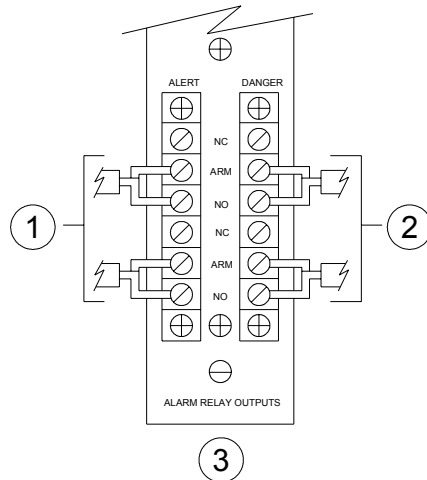 ALERT DANGER
NC
ARM
NO
1 2
NC
ARM
NO
ALARM RELAY OUTPUTS
3